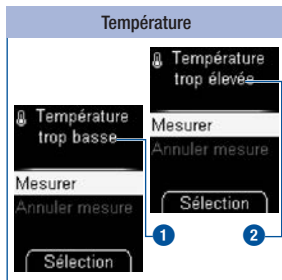 Température
Température
trop basse
Mesurer
Annuler mesure
Sélection
1
Température
trop élevée
Mesurer
Annuler mesure
Sélection
2